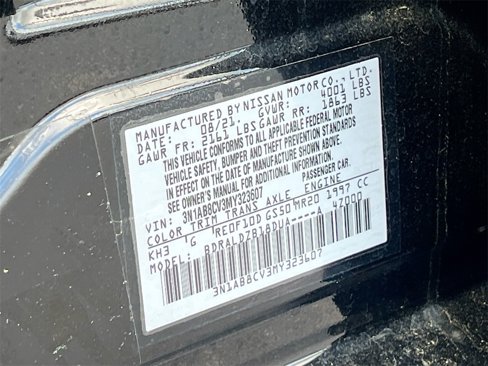 MANUFACTURED BY NISSAN MOTOR CO., LTD.
DATE: 08/21 GVWR: 4001 LBS
GAWR FR: 2161 LBS GAWR RR: 1863 LBS
THIS VEHICLE CONFORMS TO ALL APPLICABLE FEDERAL MOTOR
VEHICLE SAFETY, BUMPER AND THEFT PREVENTION STANDARDS
IN EFFECT ON THE DATE OF MANUFACTURE SHOWN ABOVE.
SEE OWNER'S MANUAL FOR ADDITIONAL INFORMATION.
PASSENGER CAR.
VIN: 3N1AB8CV3MY323607
COLOR TRIM TRANS AXLE ENGINE
KH3 G RE0F10D GS50 MR20 1997 CC
MODEL: BDRALDZB18DUA-----A 47000
3N1AB8CV3MY323607